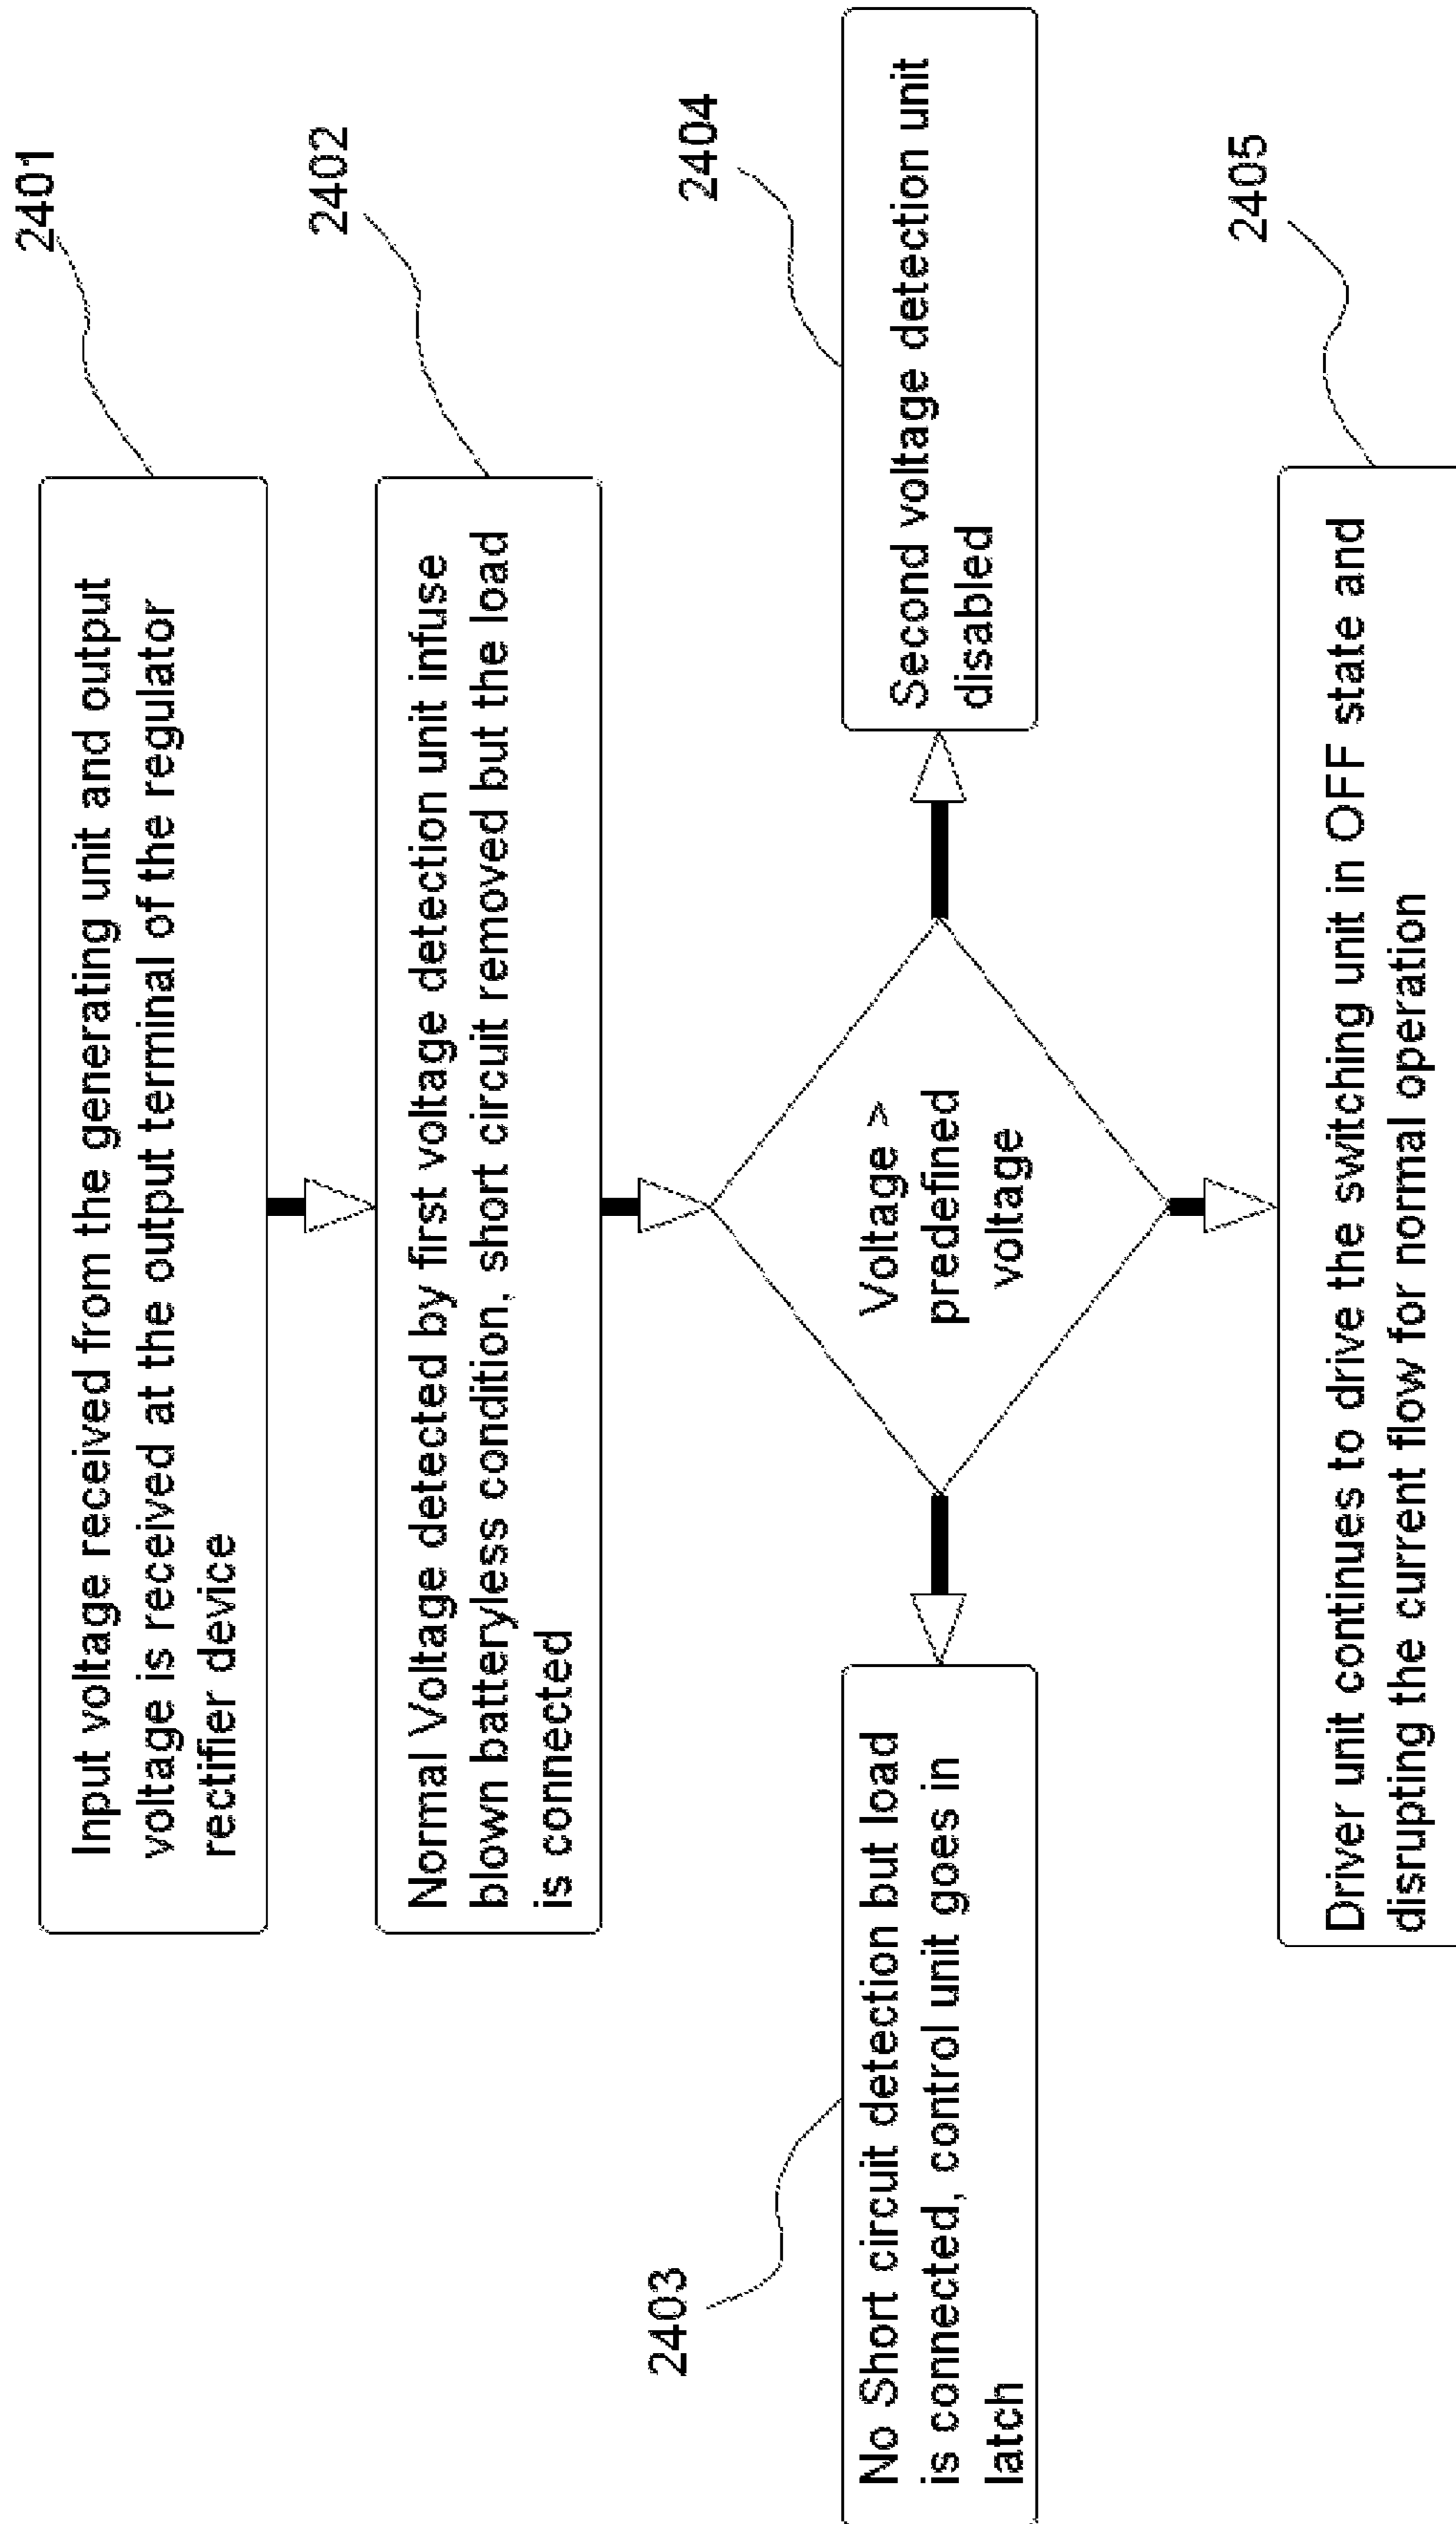 2401
Input voltage received from the generating unit and output
voltage is received at the output terminal of the regulator
rectifier device
2402
Normal Voltage detected by first voltage detection unit infuse
blown batteryless condition, short circuit removed but the load
is connected
Voltage >
predefined
voltage
2403
No Short circuit detection but load
is connected, control unit goes in
latch
2404
Second voltage detection unit
disabled
2405
Driver unit continues to drive the switching unit in OFF state and
disrupting the current flow for normal operation